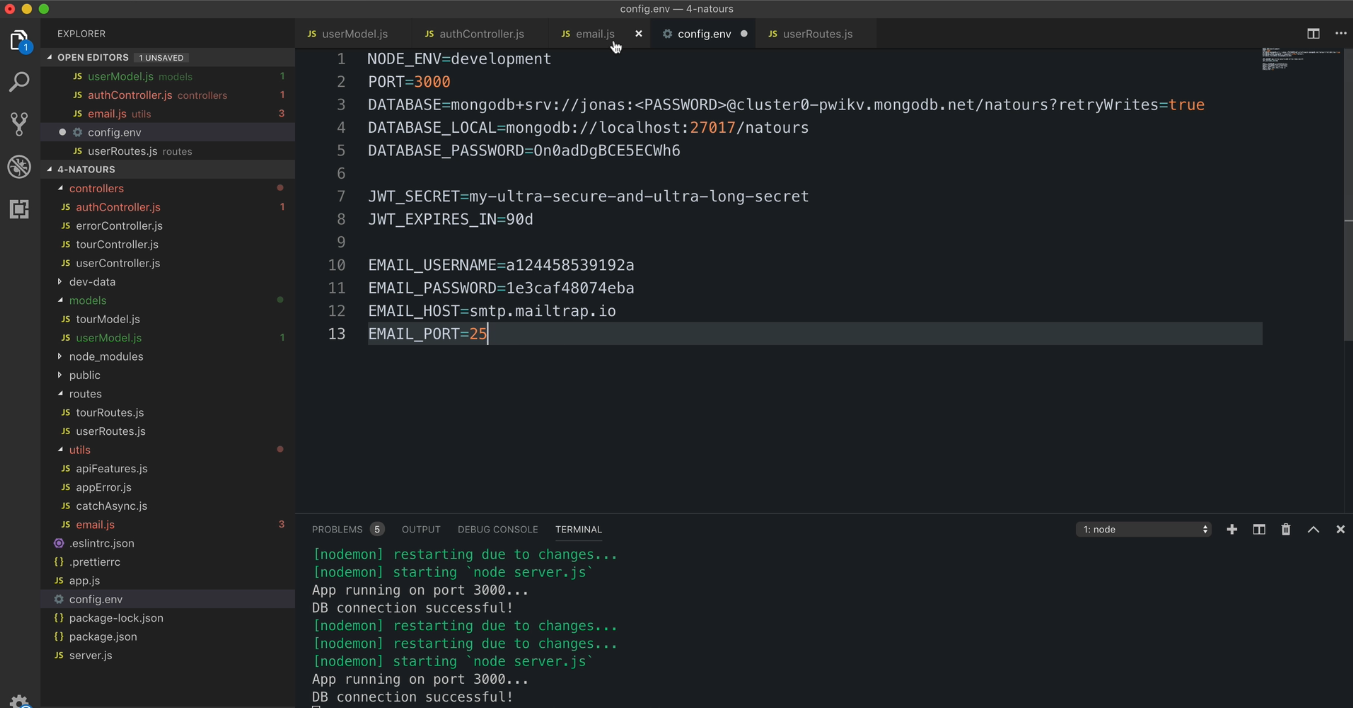 config.env — 4-natours
EXPLORER
OPEN EDITORS 1 UNSAVED
JS userModel.js models 1
JS authController.js controllers 1
JS email.js utils 3
config.env
JS userRoutes.js routes
4-NATOURS
controllers
JS authController.js 1
JS errorController.js
JS tourController.js
JS userController.js
dev-data
models
JS tourModel.js
JS userModel.js 1
node_modules
public
routes
JS tourRoutes.js
JS userRoutes.js
utils
JS apiFeatures.js
JS appError.js
JS catchAsync.js
JS email.js 3
.eslintrc.json
{} .prettierrc
JS app.js
config.env
{} package-lock.json
{} package.json
JS server.js
1
JS userModel.js JS authController.js JS email.js config.env JS userRoutes.js
1 NODE_ENV=development
2 PORT=3000
3 DATABASE=mongodb+srv://jonas:<PASSWORD>@cluster0-pwikv.mongodb.net/natours?retryWrites=true
4 DATABASE_LOCAL=mongodb://localhost:27017/natours
5 DATABASE_PASSWORD=On0adDgBCE5ECWh6
6
7 JWT_SECRET=my-ultra-secure-and-ultra-long-secret
8 JWT_EXPIRES_IN=90d
9
10 EMAIL_USERNAME=a124458539192a
11 EMAIL_PASSWORD=1e3caf48074eba
12 EMAIL_HOST=smtp.mailtrap.io
13 EMAIL_PORT=25
PROBLEMS 5 OUTPUT DEBUG CONSOLE TERMINAL 1: node
[nodemon] restarting due to changes...
[nodemon] starting `node server.js`
App running on port 3000...
DB connection successful!
[nodemon] restarting due to changes...
[nodemon] restarting due to changes...
[nodemon] starting `node server.js`
App running on port 3000...
DB connection successful!